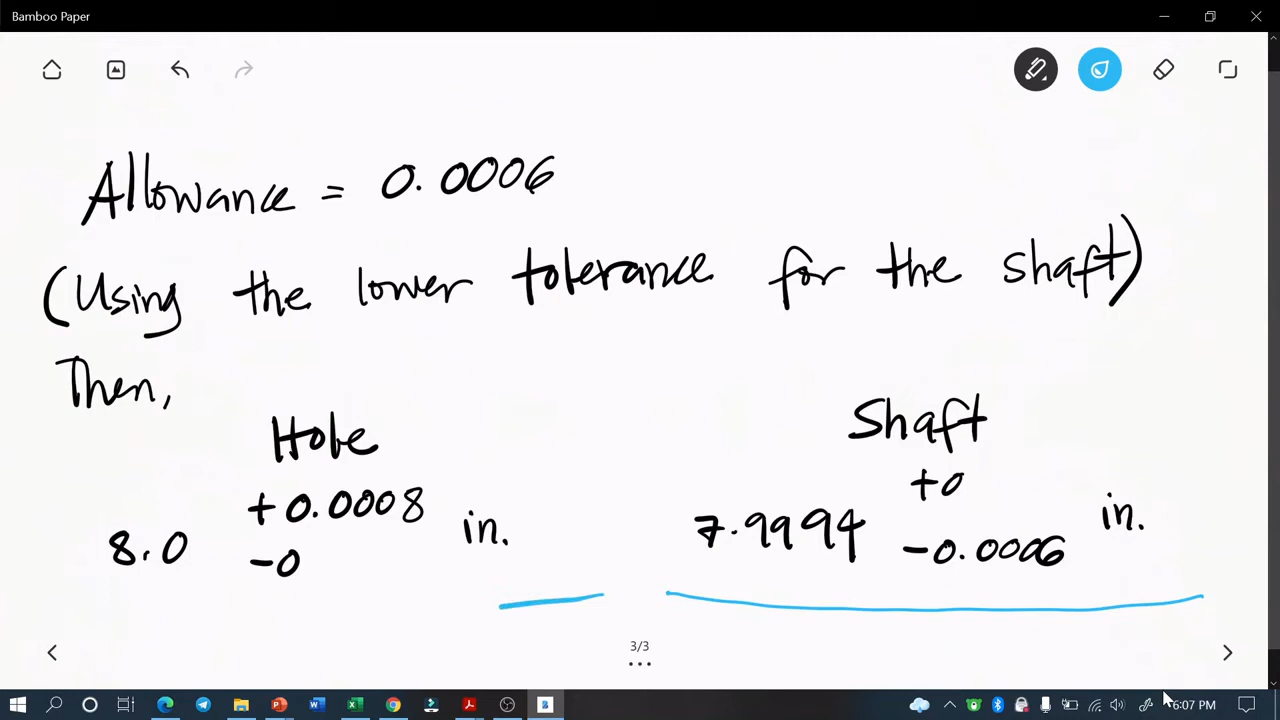 Bamboo Paper
Allowance = 0.0006
(Using the lower tolerance for the shaft)
Then,
Hole
+0.0008
8.0 in.
-0
Shaft
+0
7.9994 in.
-0.0006
3/3
6:07 PM